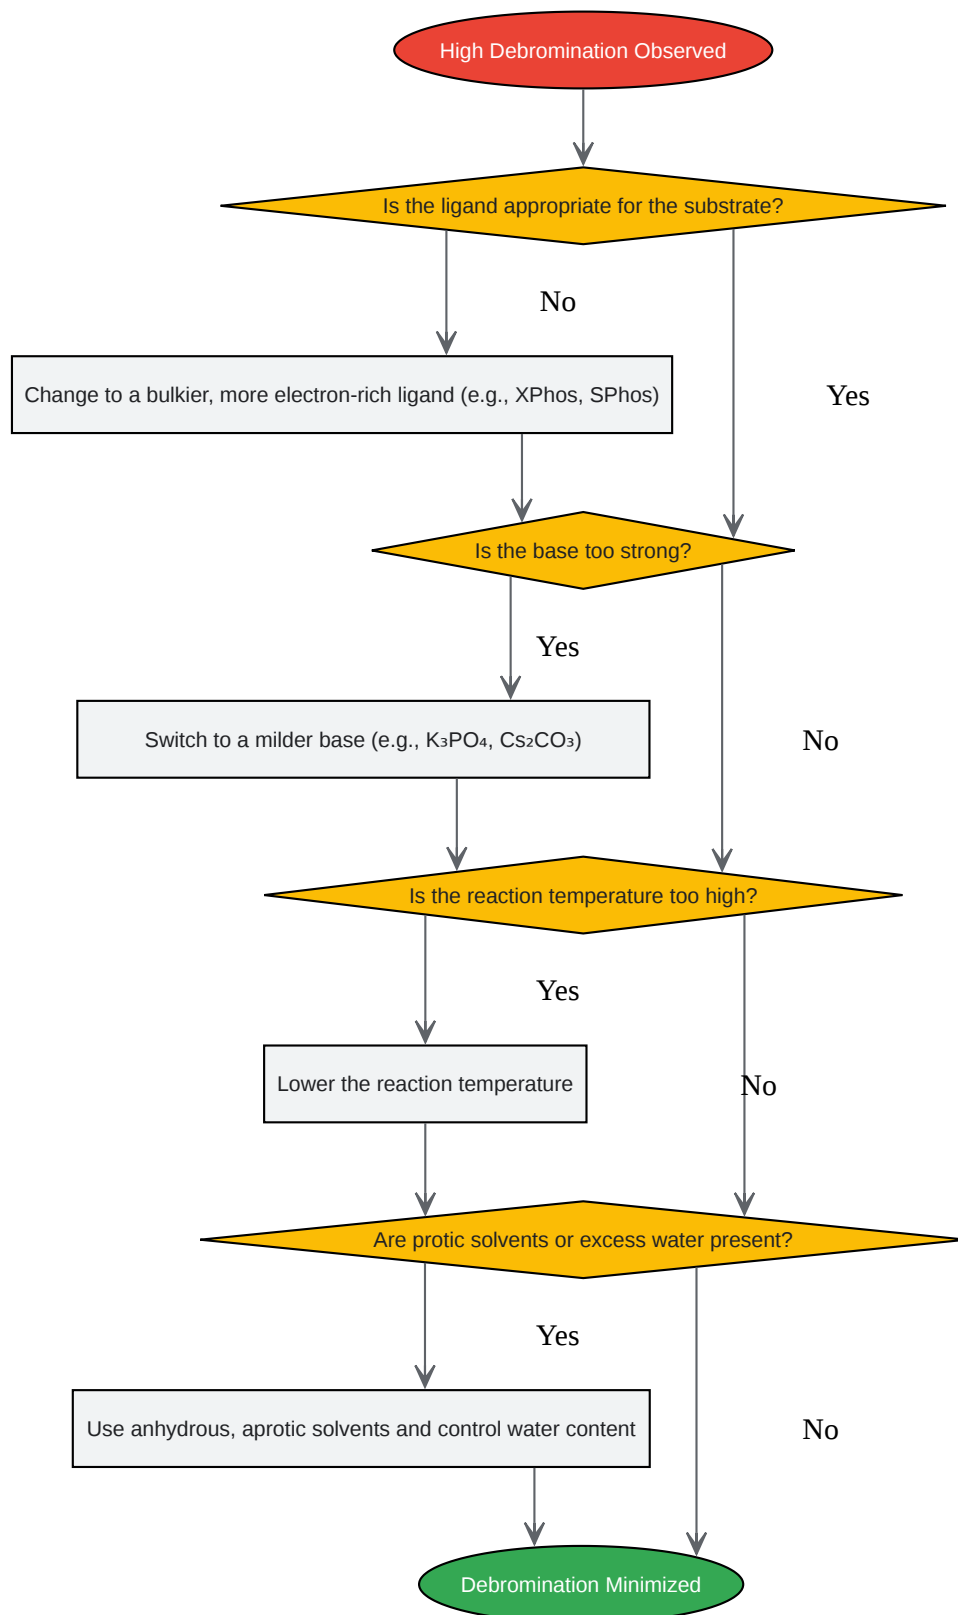 High Debromination Observed
Is the ligand appropriate for the substrate?
No
Change to a bulkier, more electron-rich ligand (e.g., XPhos, SPhos)
Yes
Is the base too strong?
Yes
Switch to a milder base (e.g., K₃PO₄, Cs₂CO₃)
No
Is the reaction temperature too high?
Yes
Lower the reaction temperature
No
Are protic solvents or excess water present?
Yes
Use anhydrous, aprotic solvents and control water content
No
Debromination Minimized